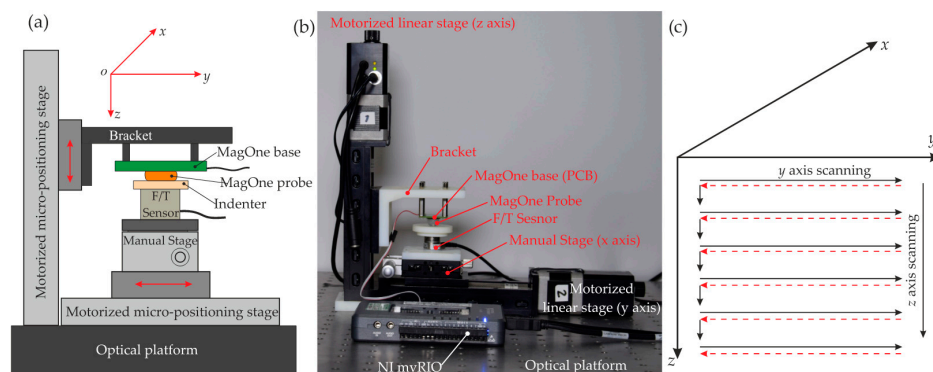 (a)
x
o
y
z
Motorized micro-positioning stage
Bracket
MagOne base
MagOne probe
Indenter
F/T
Sensor
Manual Stage
Motorized micro-positioning stage
Optical platform
(b)
Motorized linear stage (z axis)
1
Bracket
MagOne base (PCB)
MagOne Probe
F/T Sesnor
Manual Stage (x axis)
Motorized
linear stage (y axis)
2
NI myRIO
Optical platform
(c)
x
y
y axis scanning
z axis scanning
z